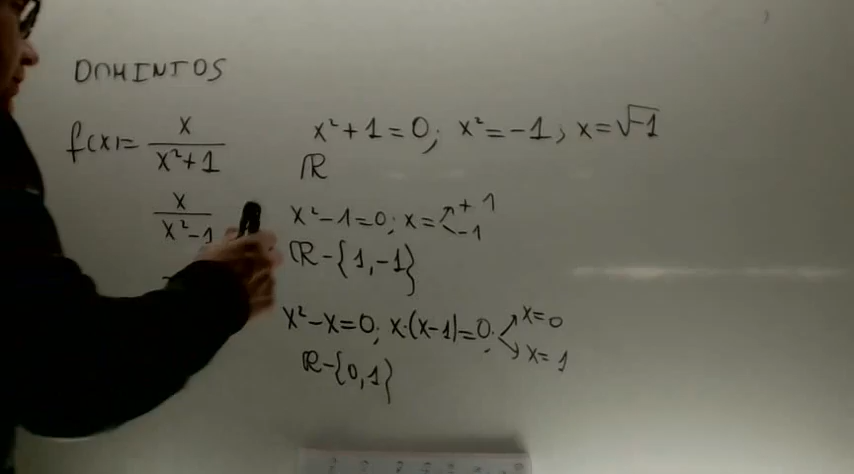 DOMINIOS
f(x)= x/(x²+1) x²+1=0; x²=-1, x=√-1
ℝ
x/(x²-1) x²-1=0; x= +1 -1
ℝ-{1,-1}
x²-x=0; x·(x-1)=0; x=0 x=1
ℝ-{0,1}